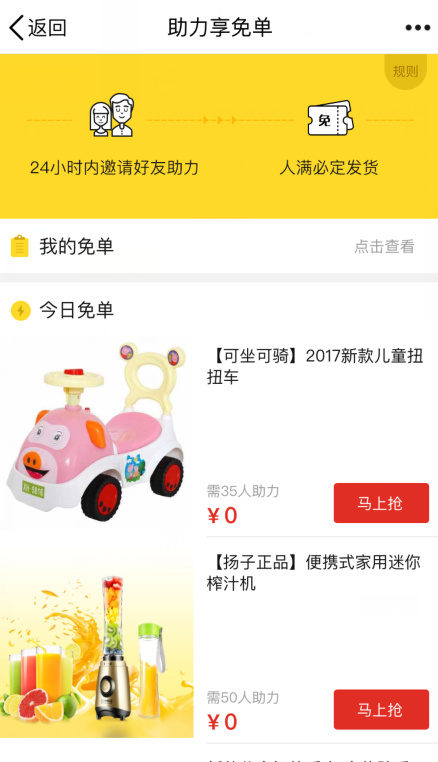 返回
助力享免单
规则
免
24小时内邀请好友助力
人满必定发货
我的免单
点击查看
今日免单
【可坐可骑】2017新款儿童扭
扭车
需35人助力
¥0
马上抢
【扬子正品】便携式家用迷你
榨汁机
需50人助力
¥0
马上抢